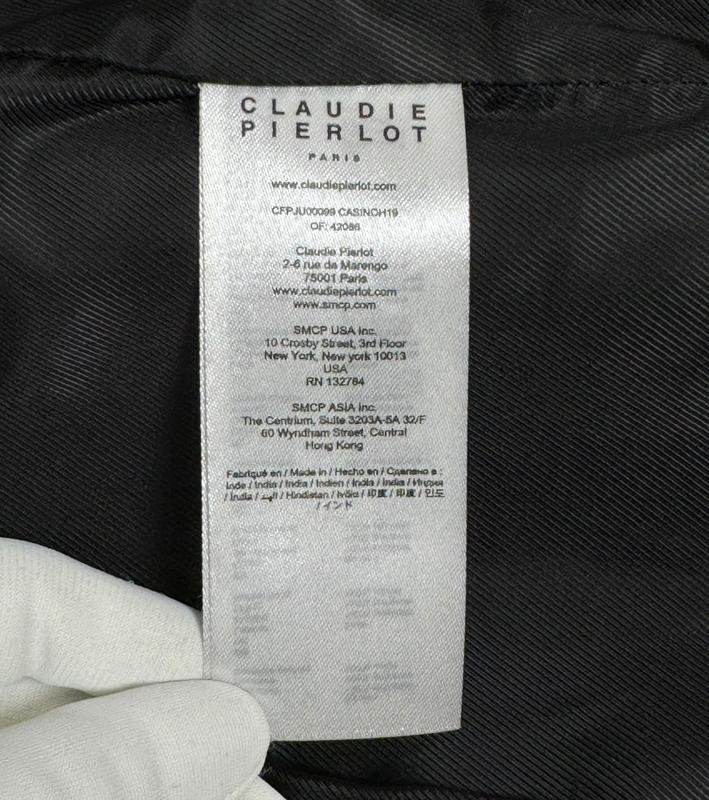 CLAUDIE
PIERLOT
PARIS
www.claudiepierlot.com
CFPJU00099 CASINOH19
OF: 42086
Claudie Pierlot
2-6 rue de Marengo
75001 Paris
www.claudiepierlot.com
www.smcp.com
SMCP USA Inc.
10 Crosby Street, 3rd Floor
New York, New york 10013
USA
RN 132784
SMCP ASIA Inc.
The Centrium, Suite 3203A-5A 32/F
60 Wyndham Street, Central
Hong Kong
Fabriqué en / Made in / Hecho en / Сделано в :
Inde / India / India / Indien / India / India / Индия
/ Índia / الهند / Hindistan / Ινδία / 印度 / 印度 / 인도
/ インド